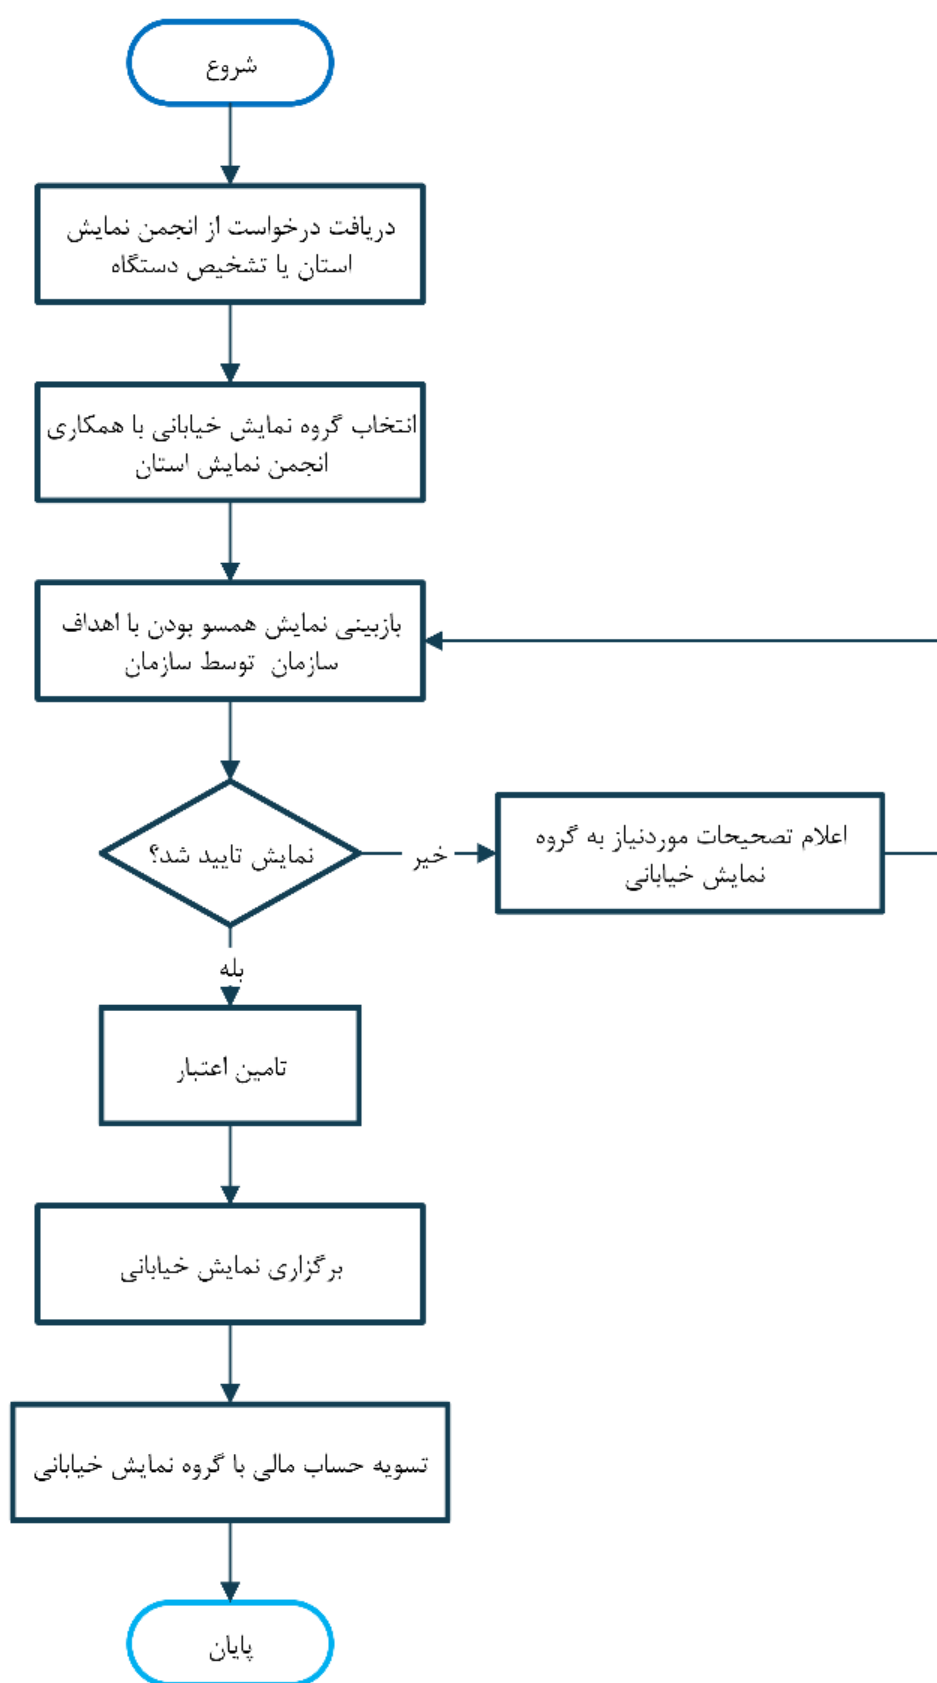 شروع
دریافت درخواست از انجمن نمایش
استان یا تشخیص دستگاه
انتخاب گروه نمایش خیابانی با همکاری
انجمن نمایش استان
بازبینی نمایش همسو بودن با اهداف
سازمان توسط سازمان
نمایش تایید شد؟
خیر
اعلام تصحیحات موردنیاز به گروه
نمایش خیابانی
بله
تامین اعتبار
برگزاری نمایش خیابانی
تسویه حساب مالی با گروه نمایش خیابانی
پایان